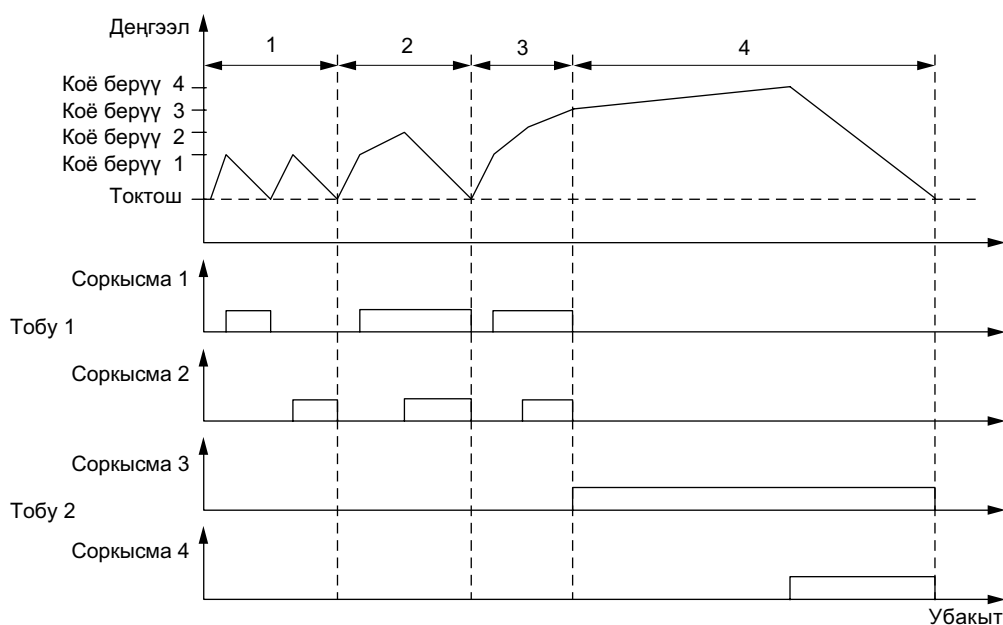 Деңгээл
1
2
3
4
Коё берүү 4
Коё берүү 3
Коё берүү 2
Коё берүү 1
Токтош
Соркысма 1
Тобу 1
Соркысма 2
Соркысма 3
Тобу 2
Соркысма 4
Убакыт